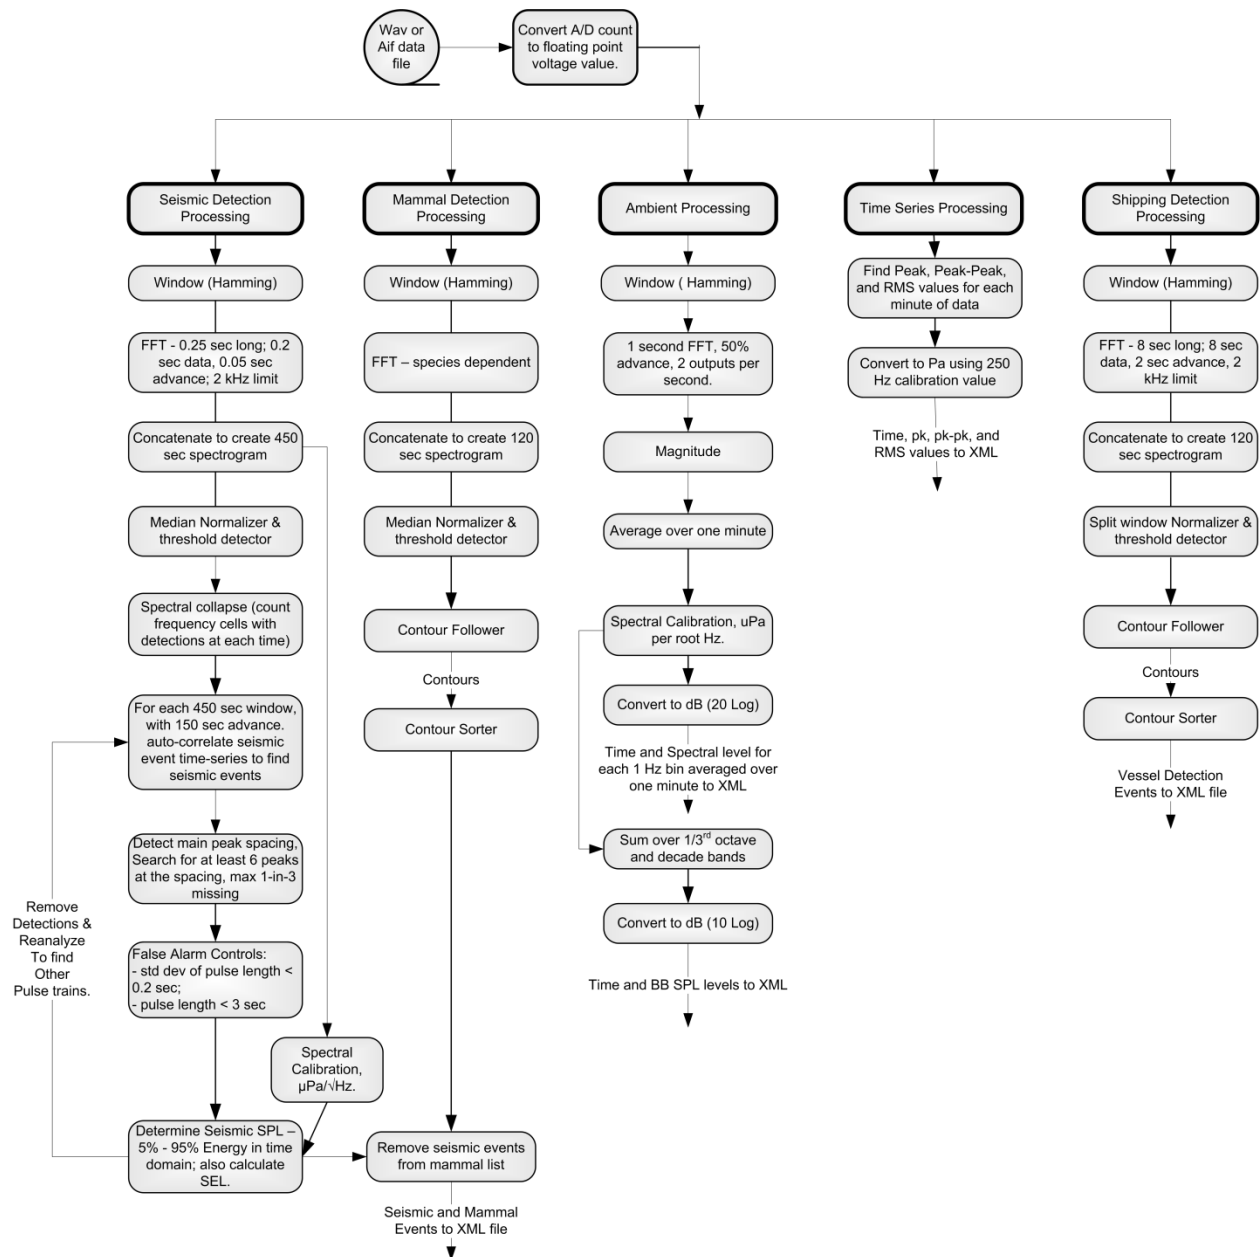 Wav or
Aif data
file
Convert A/D count
to floating point
voltage value.
Seismic Detection
Processing
Window (Hamming)
FFT - 0.25 sec long; 0.2
sec data, 0.05 sec
advance; 2 kHz limit
Concatenate to create 450
sec spectrogram
Median Normalizer &
threshold detector
Spectral collapse (count
frequency cells with
detections at each time)
For each 450 sec window,
with 150 sec advance.
auto-correlate seismic
event time-series to find
seismic events
Detect main peak spacing,
Search for at least 6 peaks
at the spacing, max 1-in-3
missing
False Alarm Controls:
- std dev of pulse length <
0.2 sec;
- pulse length < 3 sec
Remove
Detections &
Reanalyze
To find
Other
Pulse trains.
Spectral
Calibration,
µPa/√Hz.
Determine Seismic SPL –
5% - 95% Energy in time
domain; also calculate
SEL.
Mammal Detection
Processing
Window (Hamming)
FFT – species dependent
Concatenate to create 120
sec spectrogram
Median Normalizer &
threshold detector
Contour Follower
Contours
Contour Sorter
Remove seismic events
from mammal list
Seismic and Mammal
Events to XML file
Ambient Processing
Window ( Hamming)
1 second FFT, 50%
advance, 2 outputs per
second.
Magnitude
Average over one minute
Spectral Calibration, uPa
per root Hz.
Convert to dB (20 Log)
Time and Spectral level for
each 1 Hz bin averaged over
one minute to XML
Sum over 1/3rd octave
and decade bands
Convert to dB (10 Log)
Time and BB SPL levels to XML
Time Series Processing
Find Peak, Peak-Peak,
and RMS values for each
minute of data
Convert to Pa using 250
Hz calibration value
Time, pk, pk-pk, and
RMS values to XML
Shipping Detection
Processing
Window (Hamming)
FFT - 8 sec long; 8 sec
data, 2 sec advance, 2
kHz limit
Concatenate to create 120
sec spectrogram
Split window Normalizer &
threshold detector
Contour Follower
Contours
Contour Sorter
Vessel Detection
Events to XML file